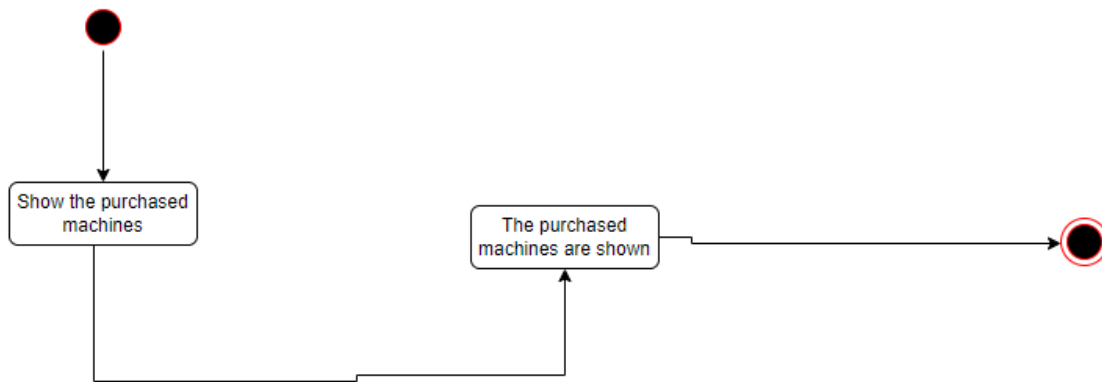 Show the purchased
machines
The purchased
machines are shown